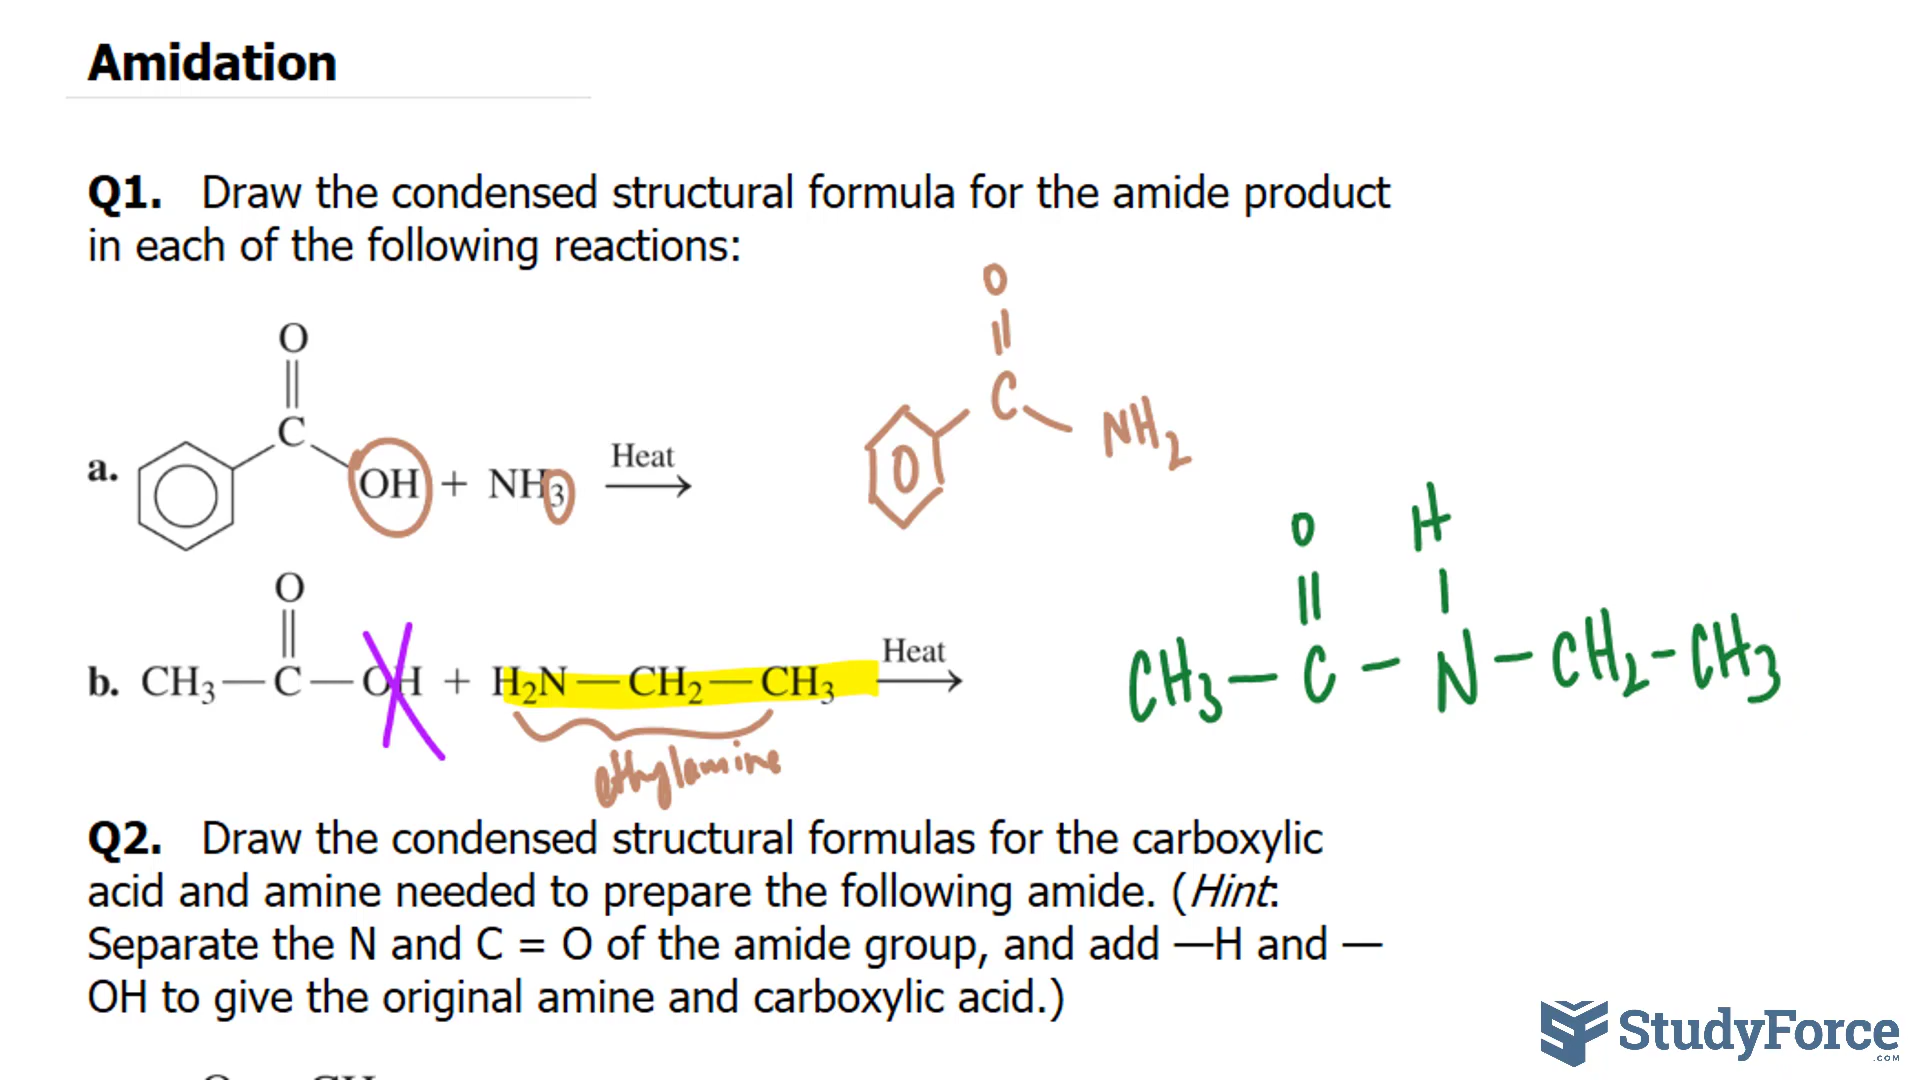 Amidation
Q1. Draw the condensed structural formula for the amide product
in each of the following reactions:
O
||
C
a. OH + NH3 Heat
O
||
C
NH2
O
||
b. CH3—C—OH + H2N—CH2—CH3 Heat
ethylamine
O H
|| |
CH3—C—N—CH2—CH3
Q2. Draw the condensed structural formulas for the carboxylic
acid and amine needed to prepare the following amide. (Hint:
Separate the N and C = O of the amide group, and add —H and —
OH to give the original amine and carboxylic acid.)
StudyForce
.COM